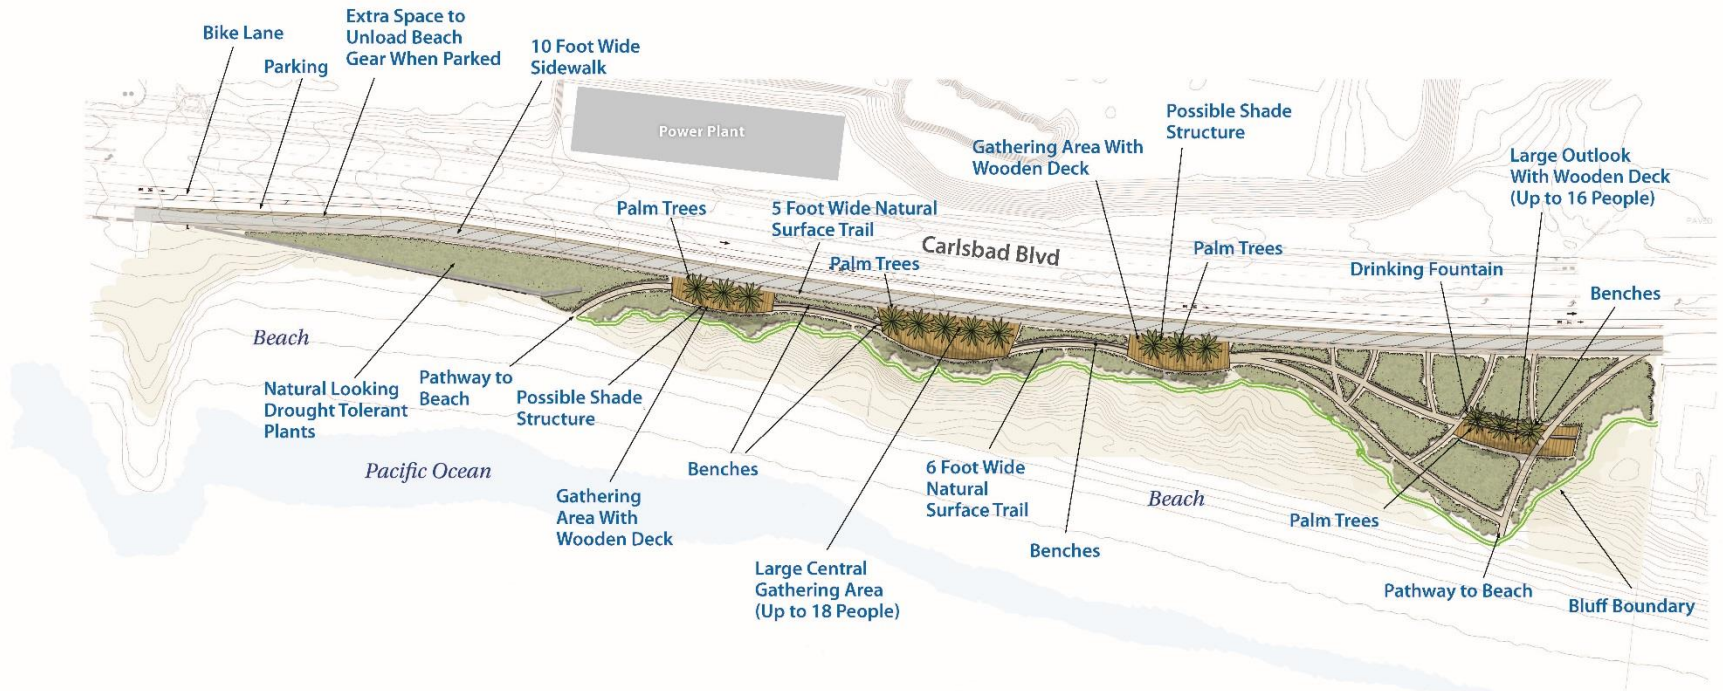 Bike Lane
Parking
Extra Space to
Unload Beach
Gear When Parked
10 Foot Wide
Sidewalk
Power Plant
Possible Shade
Structure
Gathering Area With
Wooden Deck
Large Outlook
With Wooden Deck
(Up to 16 People)
Palm Trees
5 Foot Wide Natural
Surface Trail
Palm Trees
Carlsbad Blvd
Palm Trees
Drinking Fountain
Benches
Beach
Natural Looking
Drought Tolerant
Plants
Pathway to
Beach
Possible Shade
Structure
Pacific Ocean
Gathering
Area With
Wooden Deck
Benches
Large Central
Gathering Area
(Up to 18 People)
6 Foot Wide
Natural
Surface Trail
Benches
Beach
Palm Trees
Pathway to Beach
Bluff Boundary